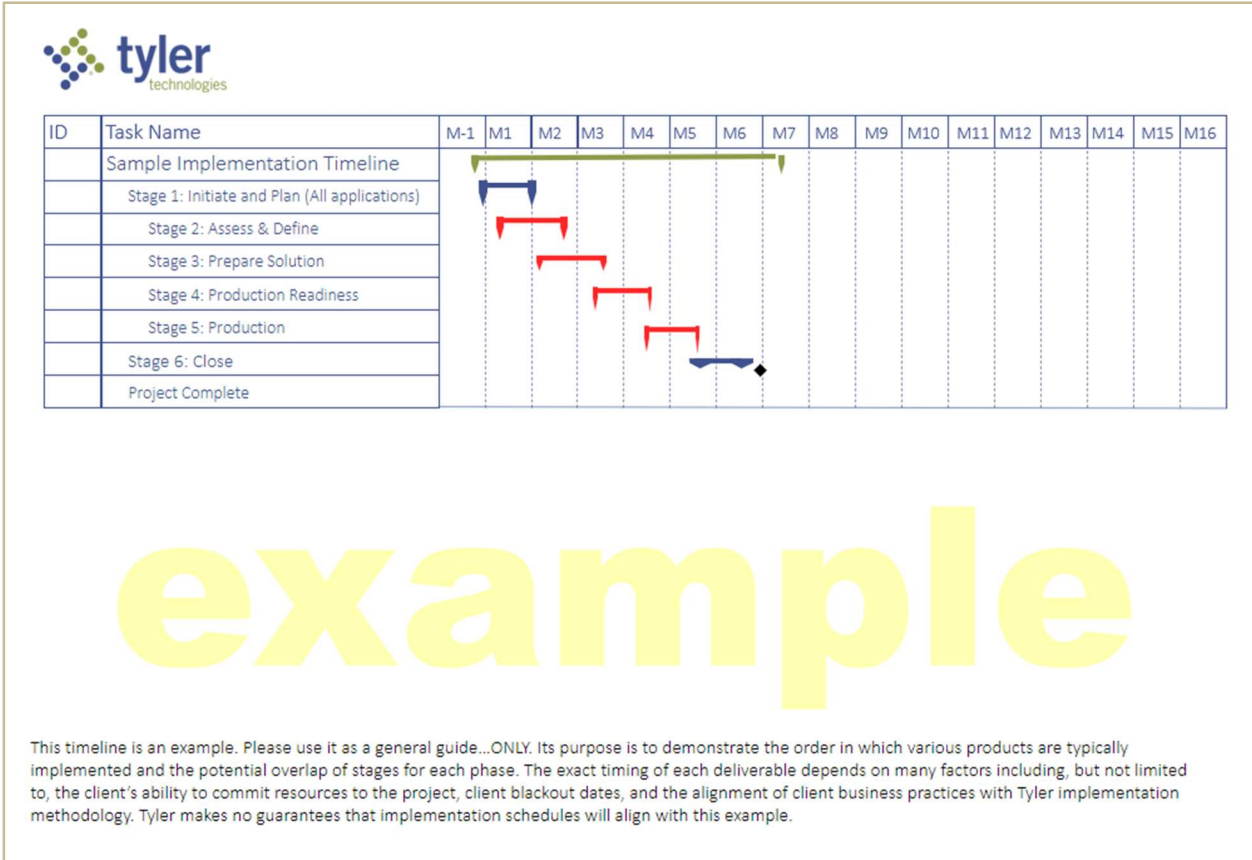 tyler
technologies
ID Task Name M-1 M1 M2 M3 M4 M5 M6 M7 M8 M9 M10 M11 M12 M13 M14 M15 M16
Sample Implementation Timeline
Stage 1: Initiate and Plan (All applications)
Stage 2: Assess & Define
Stage 3: Prepare Solution
Stage 4: Production Readiness
Stage 5: Production
Stage 6: Close
Project Complete
example
This timeline is an example. Please use it as a general guide...ONLY. Its purpose is to demonstrate the order in which various products are typically
implemented and the potential overlap of stages for each phase. The exact timing of each deliverable depends on many factors including, but not limited
to, the client’s ability to commit resources to the project, client blackout dates, and the alignment of client business practices with Tyler implementation
methodology. Tyler makes no guarantees that implementation schedules will align with this example.